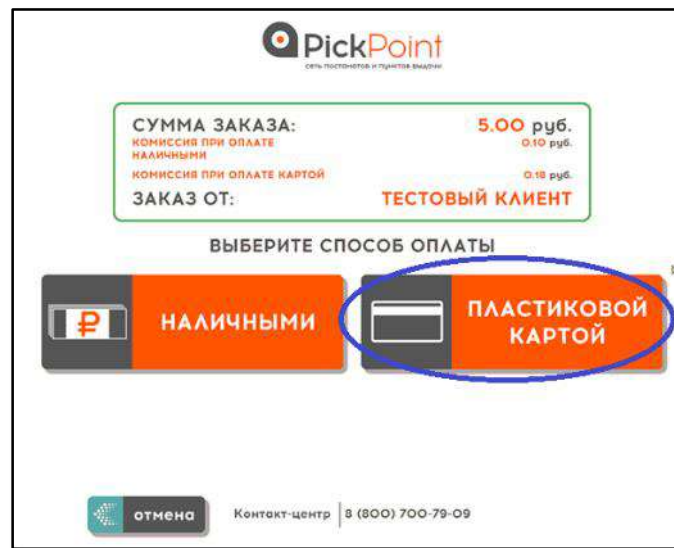 PickPoint
сеть постаматов и пунктов выдачи
СУММА ЗАКАЗА: 5.00 руб.
КОМИССИЯ ПРИ ОПЛАТЕ НАЛИЧНЫМИ 0.10 руб.
КОМИССИЯ ПРИ ОПЛАТЕ КАРТОЙ 0.18 руб.
ЗАКАЗ ОТ: ТЕСТОВЫЙ КЛИЕНТ
ВЫБЕРИТЕ СПОСОБ ОПЛАТЫ
₽ НАЛИЧНЫМИ
ПЛАСТИКОВОЙ
КАРТОЙ
отмена
Контакт-центр 8 (800) 700-79-09